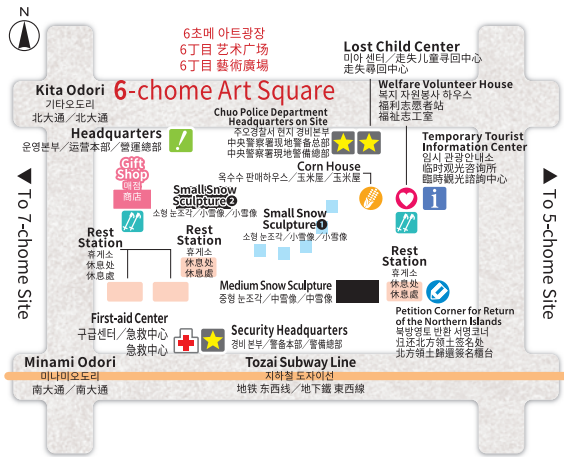 N
6초메 아트광장
6丁目 艺术广场
6丁目 藝術廣場
6-chome Art Square
Lost Child Center
미아 센터／走失儿童寻回中心
走失尋回中心
Kita Odori
기타오도리
北大通／北大通
Welfare Volunteer House
복지 자원봉사 하우스
福利志愿者站
福祉志工室
Chuo Police Department
Headquarters on Site
주오경찰서 현지 경비본부
中央警察署现地警备总部
中央警察署現地警備總部
Headquarters
운영본부／运营本部／營運總部
Temporary Tourist
Information Center
임시 관광안내소
临时观光咨询所
臨時觀光諮詢中心
Corn House
옥수수 판매하우스／玉米屋／玉米屋
Gift
Shop
매점
商店
Small Snow
Sculpture❷
소형 눈조각／小雪像／小雪像
Small Snow
Sculpture❶
소형 눈조각／小雪像／小雪像
To 7-chome Site
To 5-chome Site
Rest
Station
휴게소
休息处
休息處
Rest
Station
휴게소
休息处
休息處
Rest
Station
휴게소
休息处
休息處
Medium Snow Sculpture
중형 눈조각／中雪像／中雪像
Petition Corner for Return
of the Northern Islands
북방영토 반환 서명코너
归还北方领土签名处
北方領土歸還簽名櫃台
First-aid Center
구급센터／急救中心
急救中心
Security Headquarters
경비 본부／警备本部／警備總部
Minami Odori
미나미오도리
南大通／南大通
Tozai Subway Line
지하철 도자이선
地铁 东西线／地下鐵 東西線